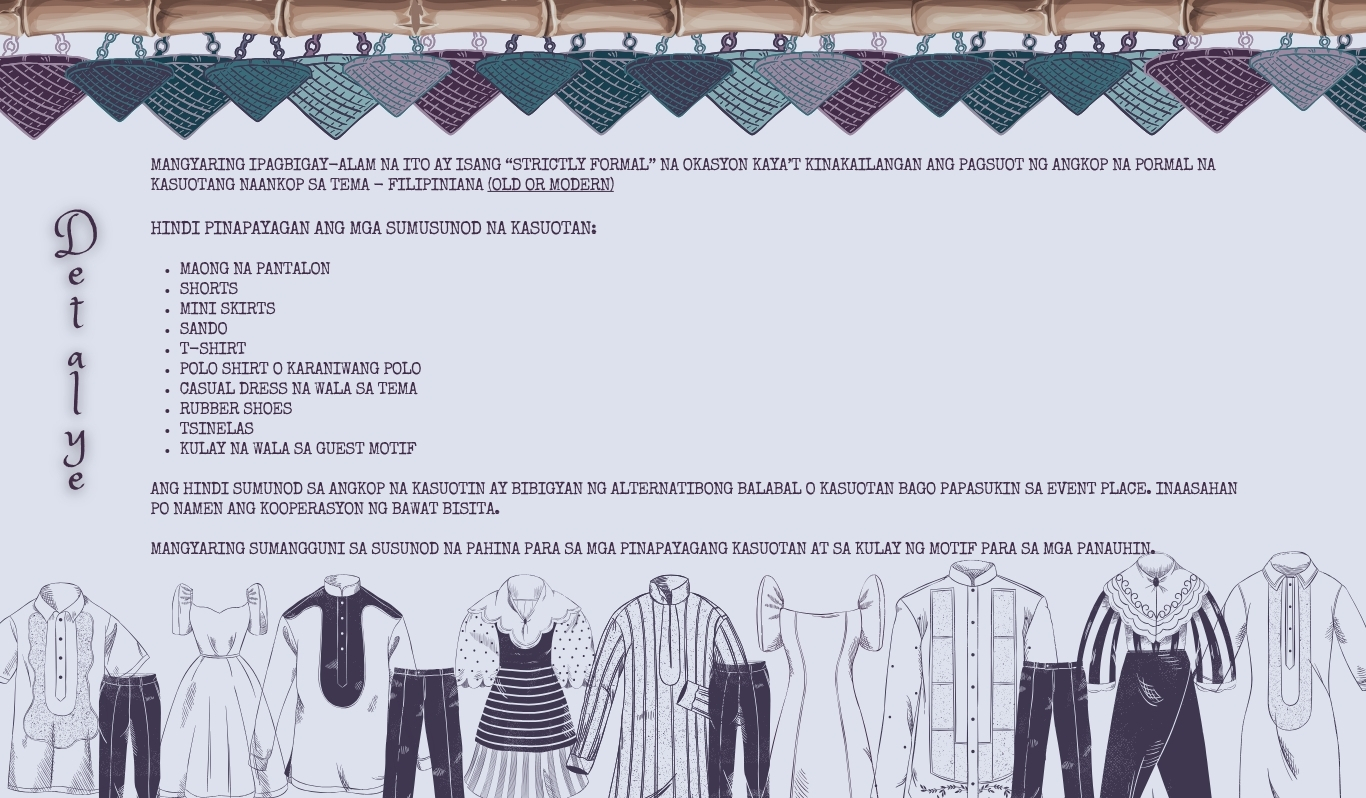 MANGYARING IPAGBIGAY-ALAM NA ITO AY ISANG “STRICTLY FORMAL” NA OKASYON KAYA’T KINAKAILANGAN ANG PAGSUOT NG ANGKOP NA PORMAL NA
KASUOTANG NAANKOP SA TEMA - FILIPINIANA (OLD OR MODERN)
Detalye
HINDI PINAPAYAGAN ANG MGA SUMUSUNOD NA KASUOTAN:
• MAONG NA PANTALON
• SHORTS
• MINI SKIRTS
• SANDO
• T-SHIRT
• POLO SHIRT O KARANIWANG POLO
• CASUAL DRESS NA WALA SA TEMA
• RUBBER SHOES
• TSINELAS
• KULAY NA WALA SA GUEST MOTIF
ANG HINDI SUMUNOD SA ANGKOP NA KASUOTIN AY BIBIGYAN NG ALTERNATIBONG BALABAL O KASUOTAN BAGO PAPASUKIN SA EVENT PLACE. INAASAHAN
PO NAMEN ANG KOOPERASYON NG BAWAT BISITA.
MANGYARING SUMANGGUNI SA SUSUNOD NA PAHINA PARA SA MGA PINAPAYAGANG KASUOTAN AT SA KULAY NG MOTIF PARA SA MGA PANAUHIN.